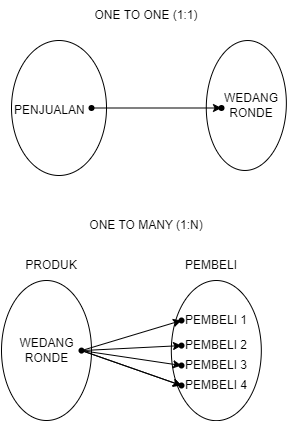 ONE TO ONE (1:1)
PENJUALAN
WEDANG
RONDE
ONE TO MANY (1:N)
PRODUK
PEMBELI
WEDANG
RONDE
PEMBELI 1
PEMBELI 2
PEMBELI 3
PEMBELI 4